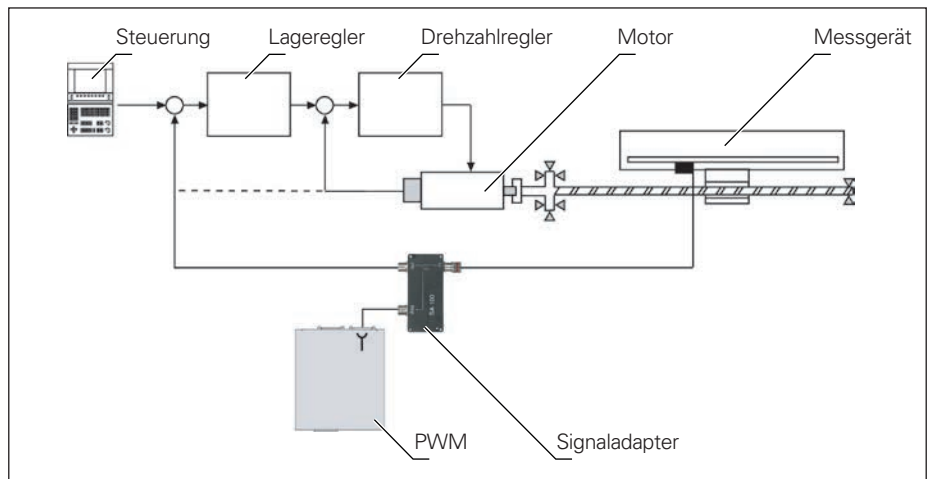 Steuerung
Lageregler
Drehzahlregler
Motor
Messgerät
PWM
Signaladapter